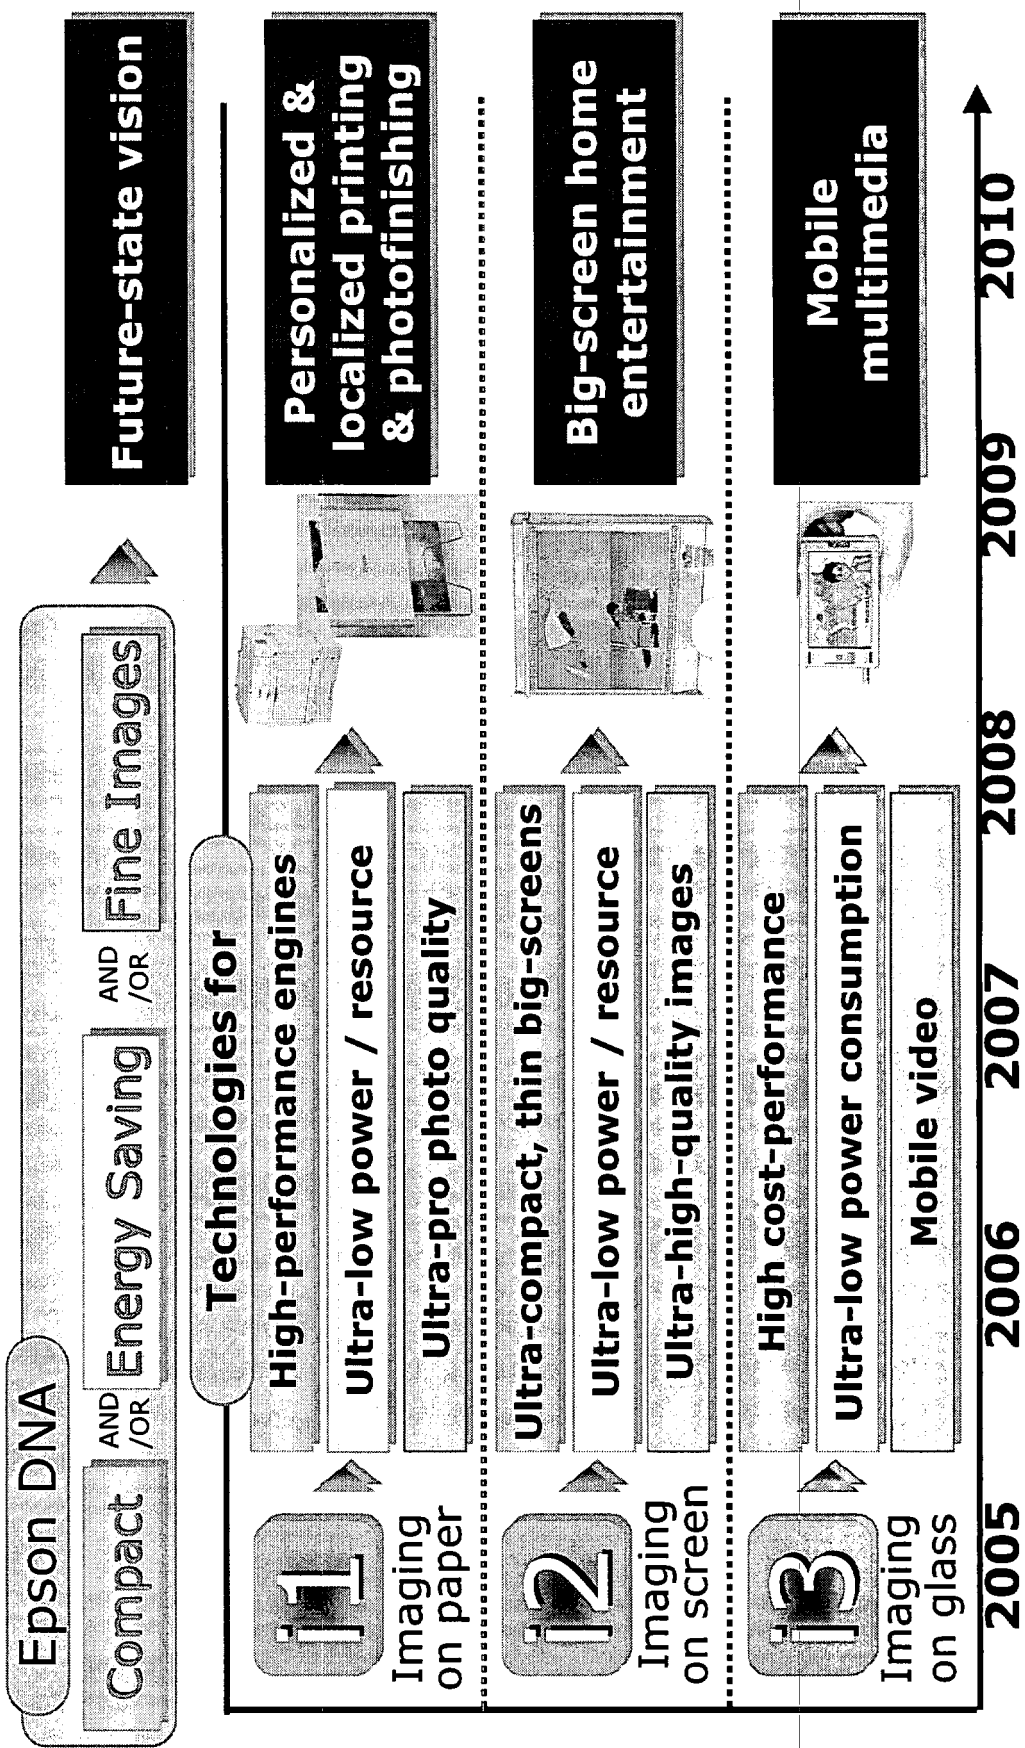 Epson DNA
Compact
AND
/OR
Energy Saving
AND
/OR
Fine Images
Future-state vision
Technologies for
i1
Imaging
on paper
High-performance engines
Ultra-low power / resource
Ultra-pro photo quality
Personalized &
localized printing
& photofinishing
i2
Imaging
on screen
Ultra-compact, thin big-screens
Ultra-low power / resource
Ultra-high-quality images
Big-screen home
entertainment
i3
Imaging
on glass
High cost-performance
Ultra-low power consumption
Mobile video
Mobile
multimedia
2005
2006
2007
2008
2009
2010